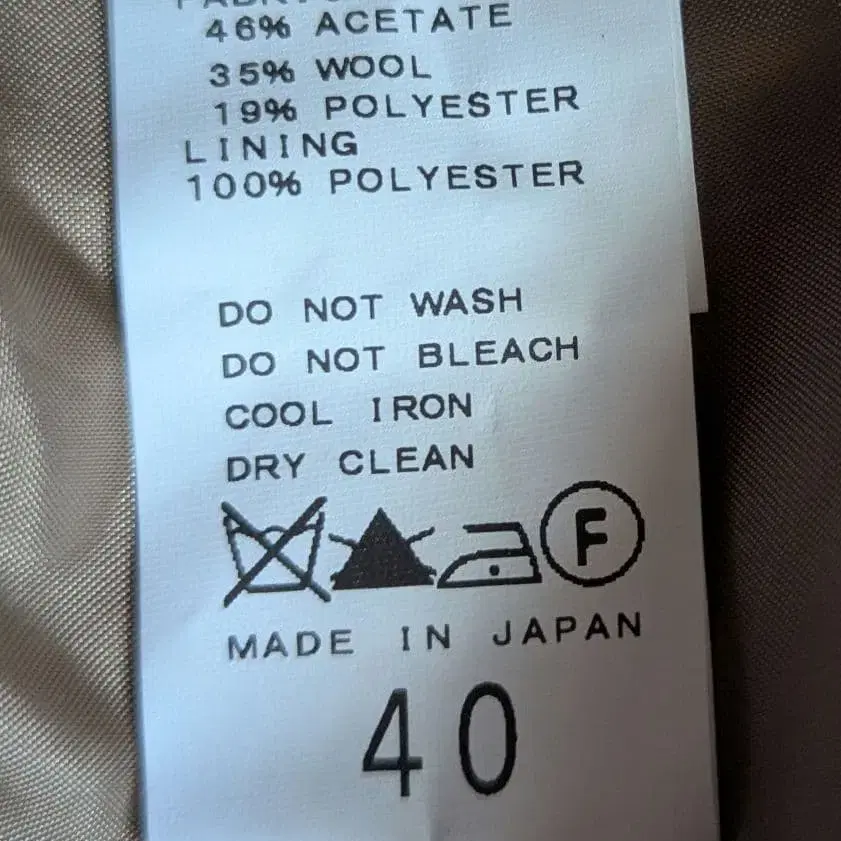 46% ACETATE
35% WOOL
19% POLYESTER
LINING
100% POLYESTER
DO NOT WASH
DO NOT BLEACH
COOL IRON
DRY CLEAN
F
MADE IN JAPAN
40